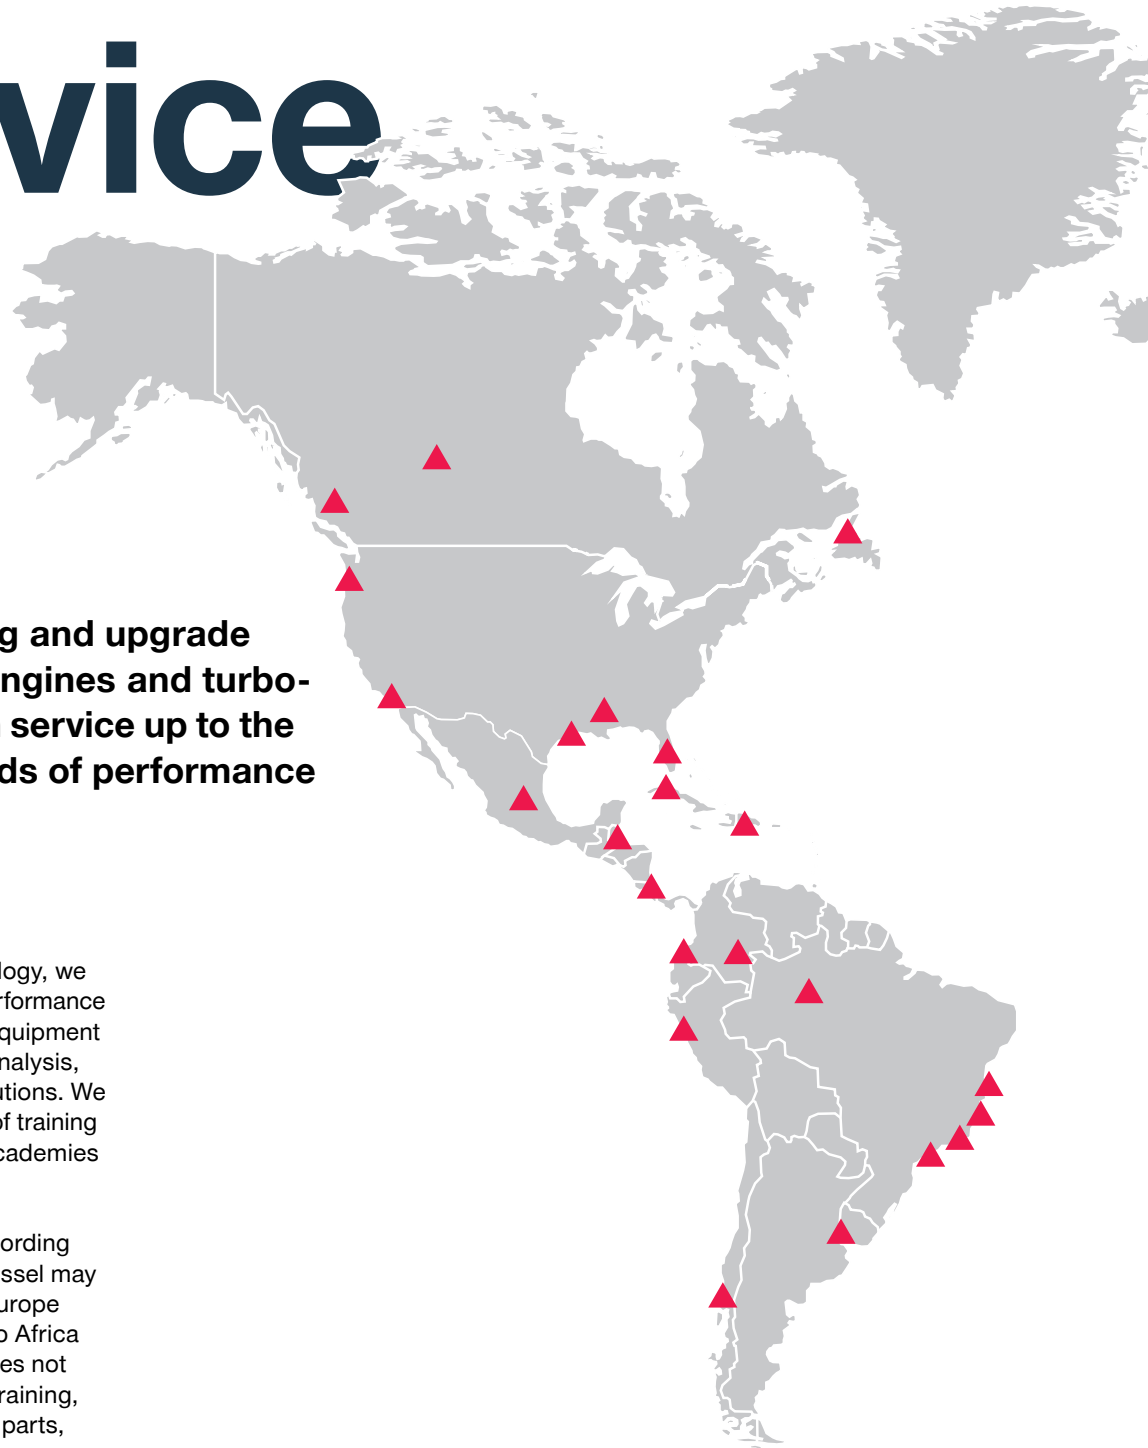 vice
g and upgrade
ngines and turbo-
service up to the
ds of performance
logy, we
rformance
quipment
nalysis,
utions. We
of training
cademies
ording
ssel may
urope
o Africa
es not
raining,
parts,